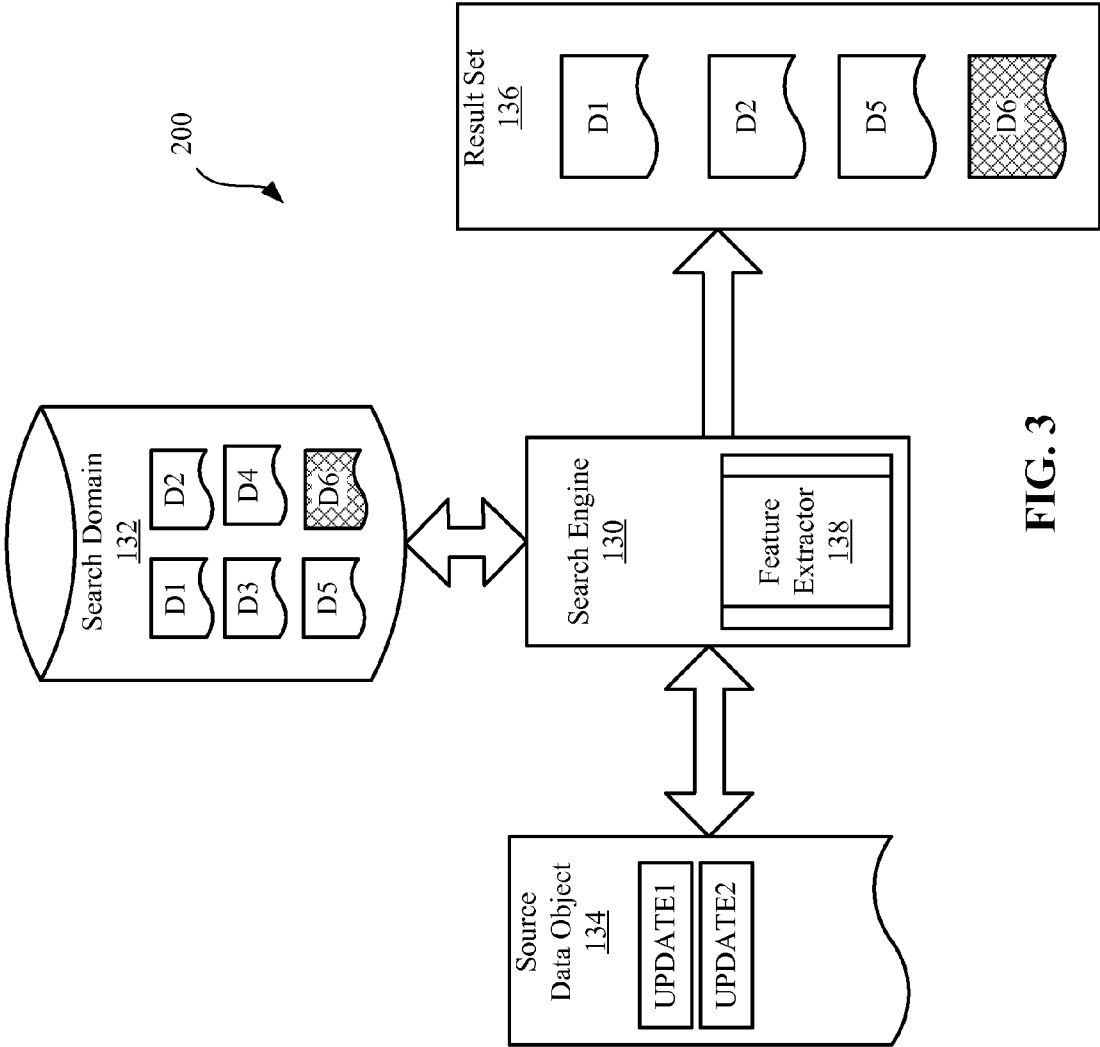 200
Search Domain
132
D1
D2
D3
D4
D5
D6
Source
Data Object
134
UPDATE1
UPDATE2
Search Engine
130
Feature
Extractor
138
Result Set
136
D1
D2
D5
D6
FIG. 3